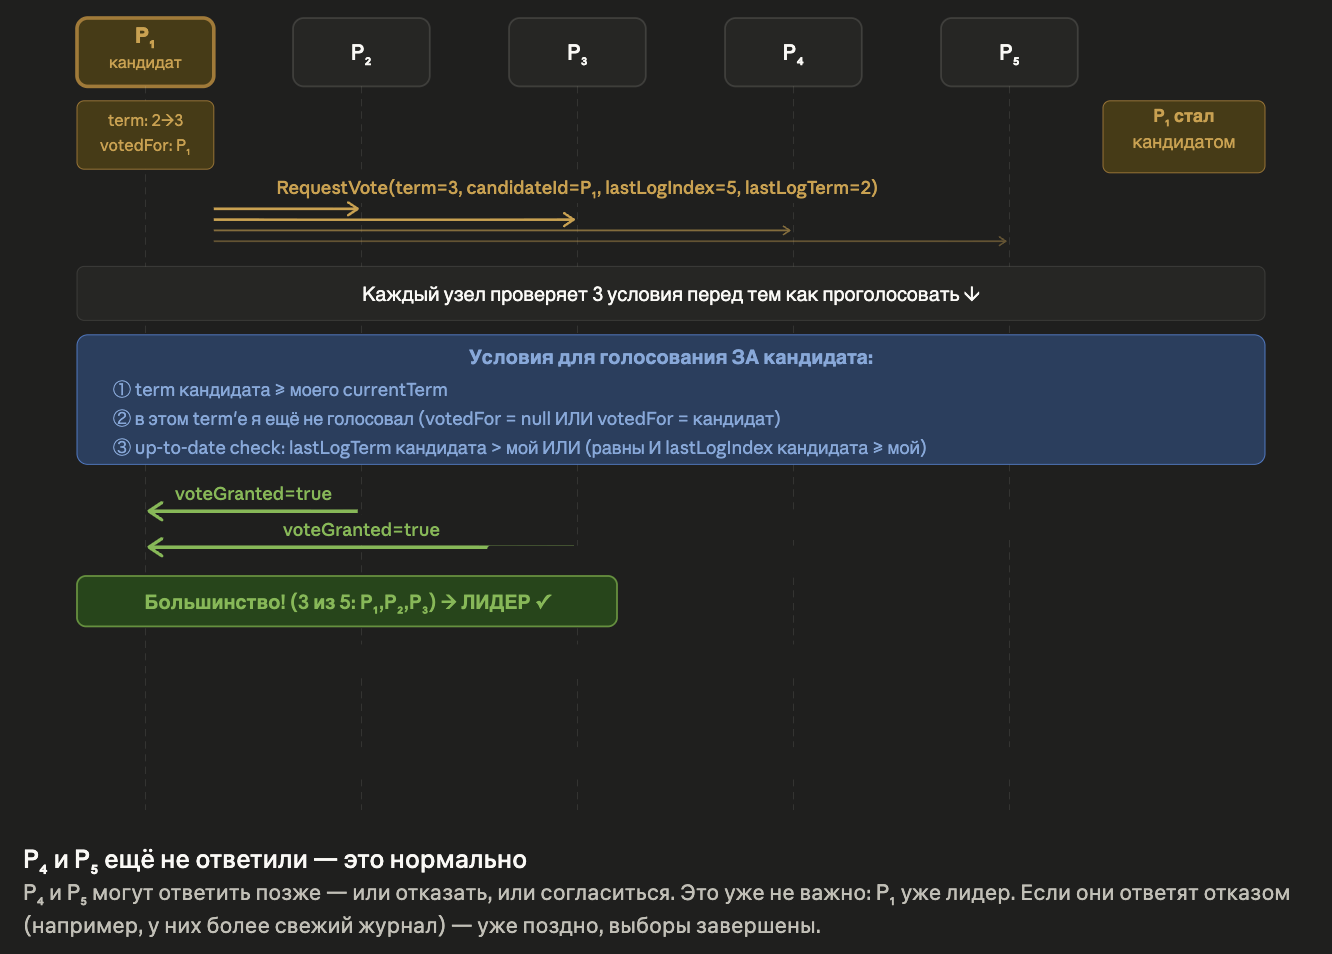 P₁
кандидат
P₂
P₃
P₄
P₅
term: 2→3
votedFor: P₁
P₁ стал
кандидатом
RequestVote(term=3, candidateId=P₁, lastLogIndex=5, lastLogTerm=2)
Каждый узел проверяет 3 условия перед тем как проголосовать ↓
Условия для голосования ЗА кандидата:
① term кандидата ≥ моего currentTerm
② в этом term'е я ещё не голосовал (votedFor = null ИЛИ votedFor = кандидат)
③ up-to-date check: lastLogTerm кандидата > мой ИЛИ (равны И lastLogIndex кандидата ≥ мой)
voteGranted=true
voteGranted=true
Большинство! (3 из 5: P₁,P₂,P₃) → ЛИДЕР ✓
P₄ и P₅ ещё не ответили — это нормально
P₄ и P₅ могут ответить позже — или отказать, или согласиться. Это уже не важно: P₁ уже лидер. Если они ответят отказом
(например, у них более свежий журнал) — уже поздно, выборы завершены.